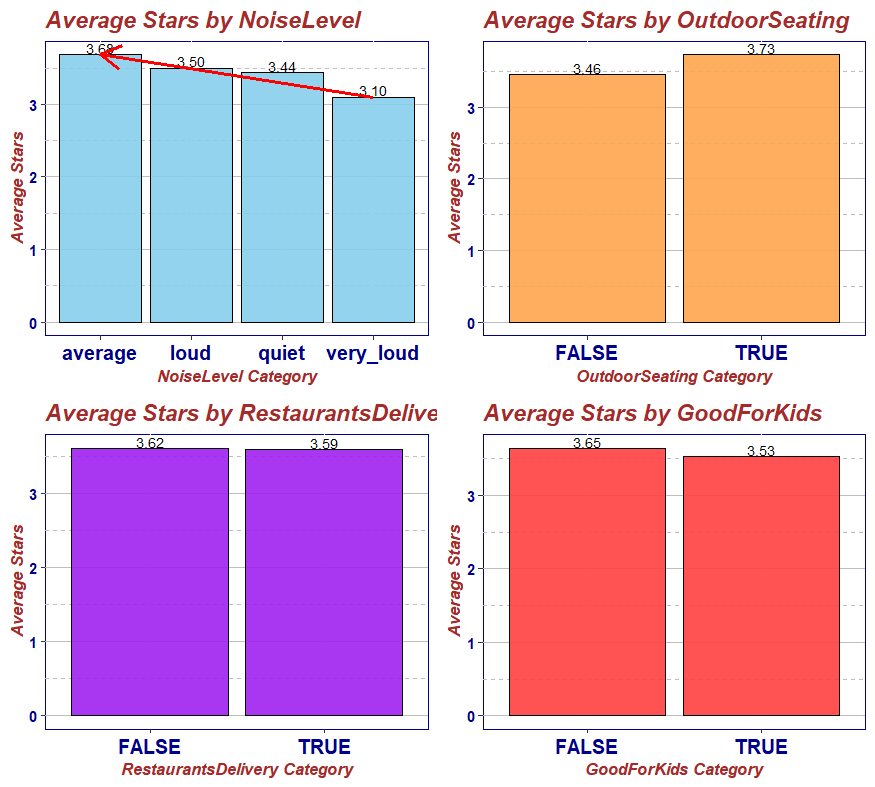 Average Stars by NoiseLevel
3.68
3.50
3.44
3.10
3
2
1
0
Average Stars
average loud quiet very_loud
NoiseLevel Category
Average Stars by OutdoorSeating
3.46
3.73
3
2
1
0
Average Stars
FALSE TRUE
OutdoorSeating Category
Average Stars by RestaurantsDelive
3.62
3.59
3
2
1
0
Average Stars
FALSE TRUE
RestaurantsDelivery Category
Average Stars by GoodForKids
3.65
3.53
3
2
1
0
Average Stars
FALSE TRUE
GoodForKids Category